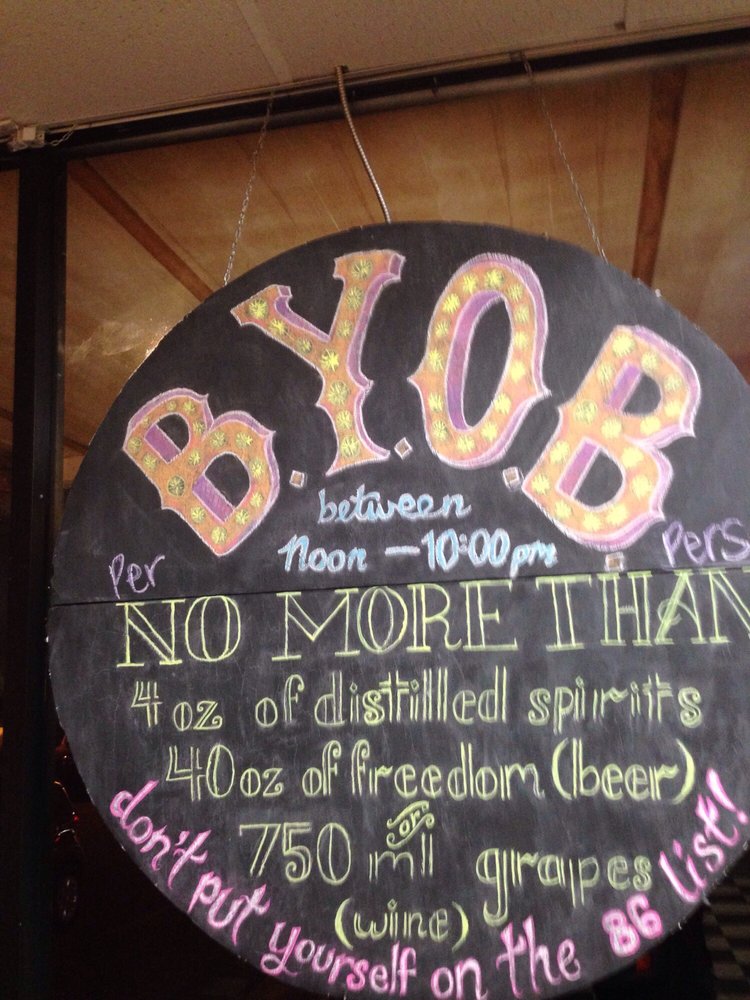 B.Y.O.B.
between
noon - 10:00pm
Per PERS
NO MORE THAN
4oz of distilled spirits
40oz of freedom (beer)
or
750 ml grapes
(wine)
don't put yourself on the 86 list!